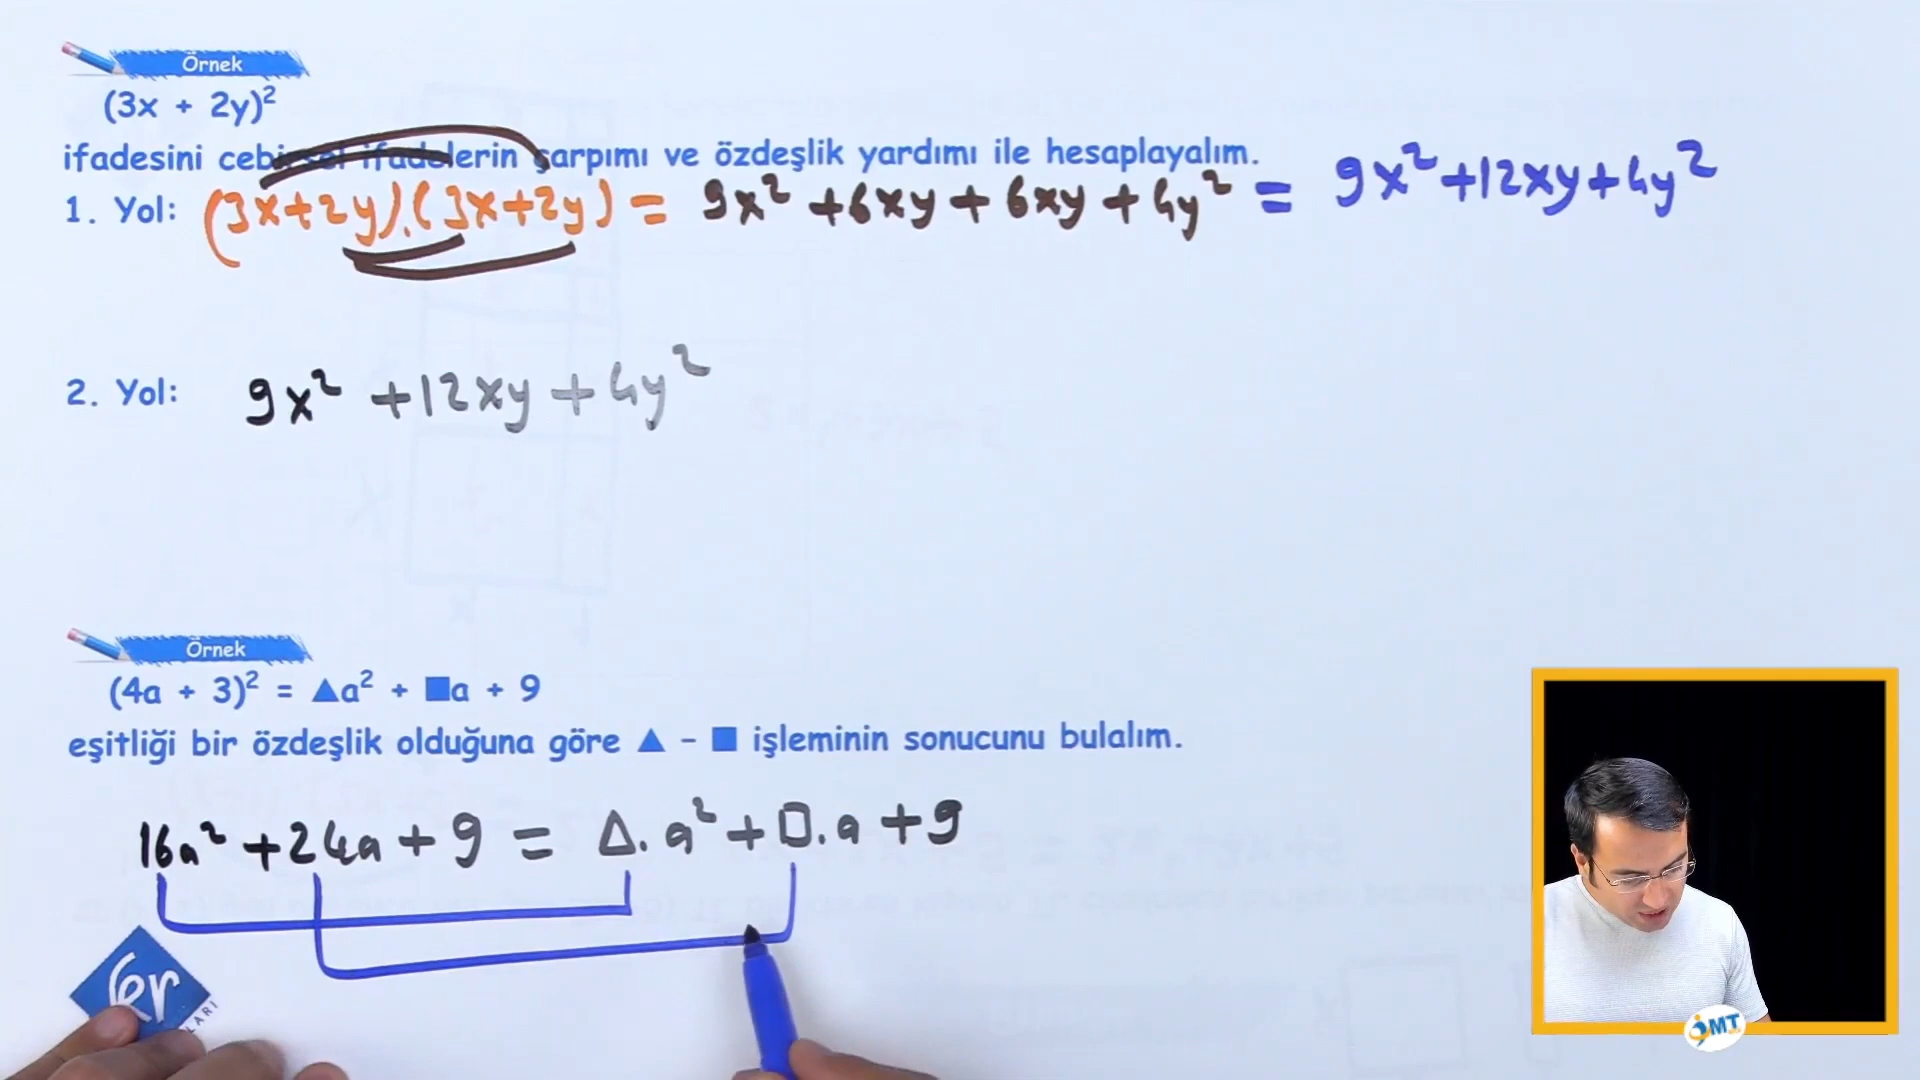 Örnek
(3x + 2y)²
ifadesini cebirsel ifadelerin çarpımı ve özdeşlik yardımı ile hesaplayalım.
1. Yol: (3x+2y).(3x+2y) = 9x² +6xy + 6xy + 4y² = 9x²+12xy+4y²
2. Yol: 9x² +12xy+4y²
Örnek
(4a + 3)² = ▲a² + ■a + 9
eşitliği bir özdeşlik olduğuna göre ▲ - ■ işleminin sonucunu bulalım.
16a² +24a + 9 = △.a²+□.a+9
MT